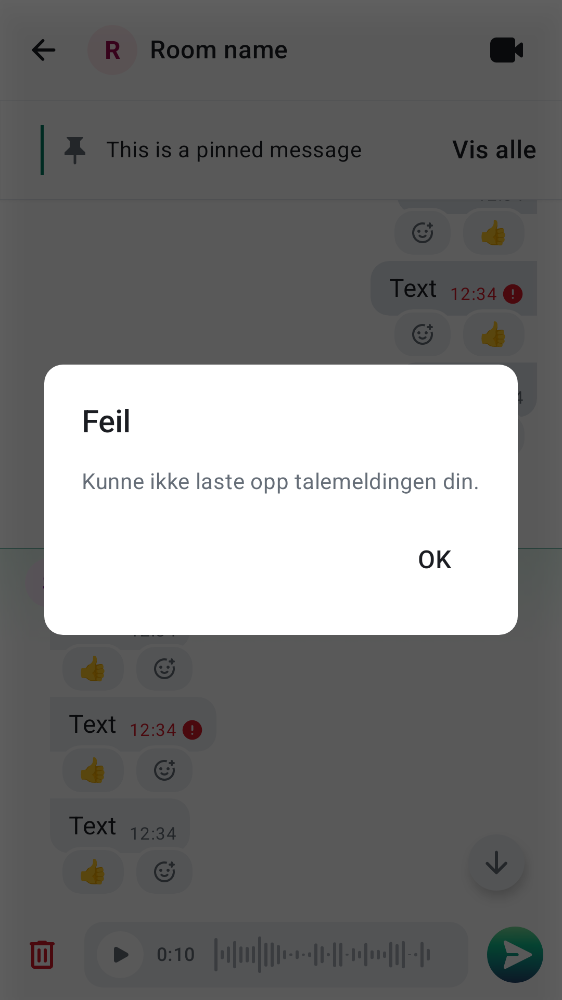 R Room name
This is a pinned message Vis alle
Text 12:34
Feil
Kunne ikke laste opp talemeldingen din.
OK
Text 12:34
Text 12:34
0:10